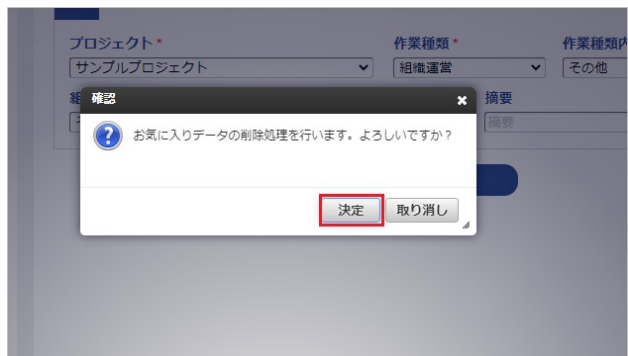 プロジェクト*
作業種類*
作業種類内
サンプルプロジェクト
組織運営
その他
確認
摘要
摘要
お気に入りデータの削除処理を行います。よろしいですか？
決定
取り消し